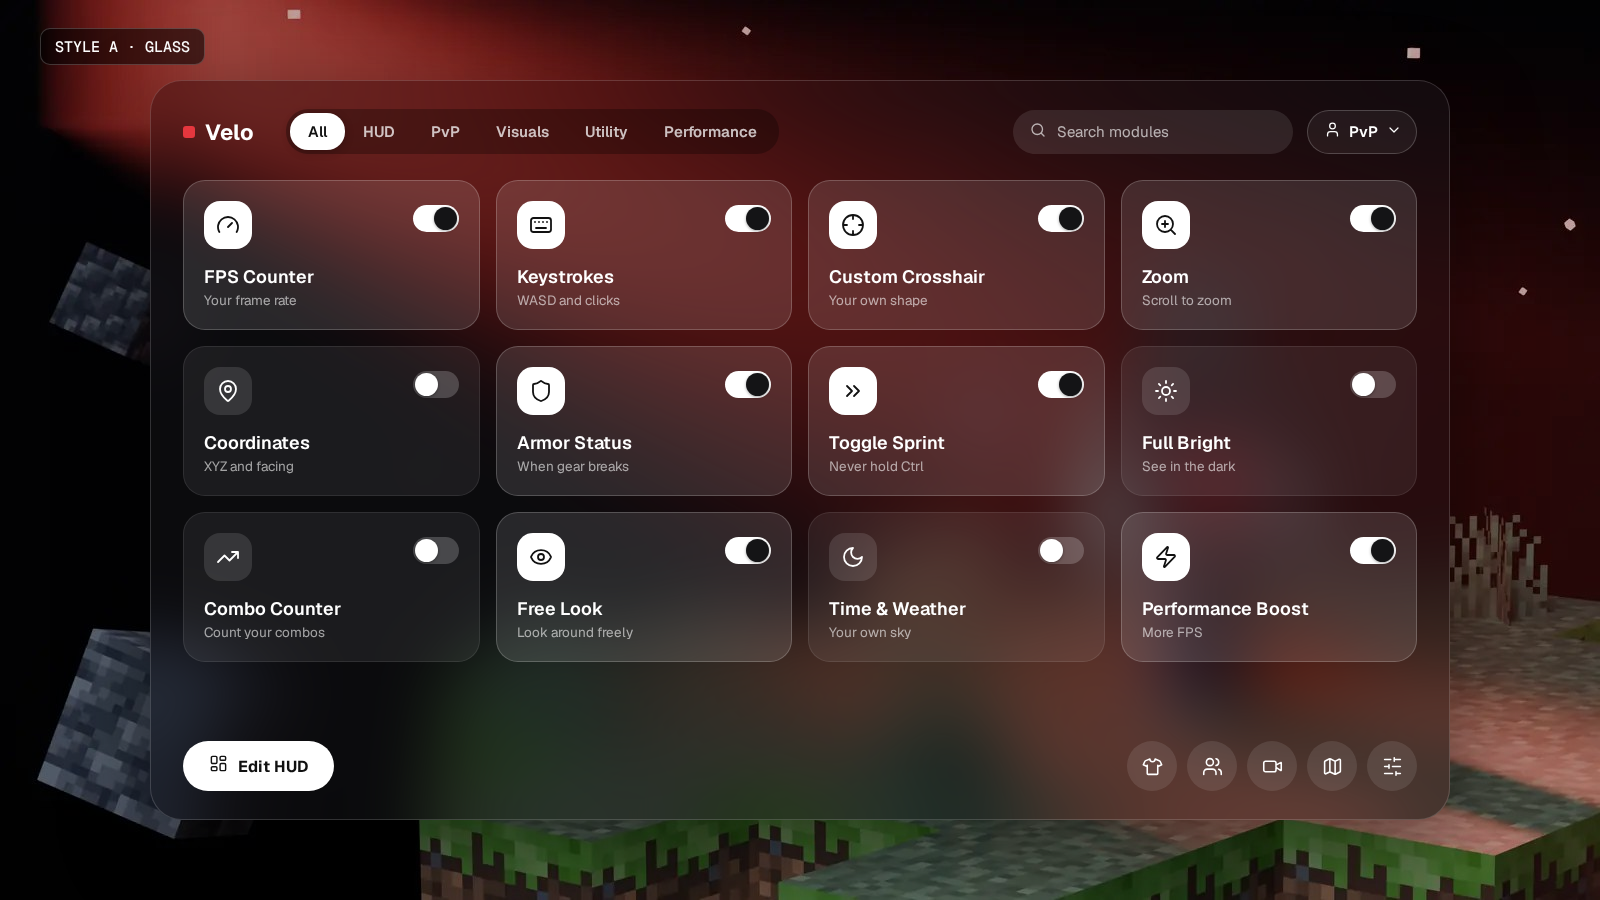 STYLE A · GLASS
Velo
All HUD PvP Visuals Utility Performance
Search modules
PvP
FPS Counter
Your frame rate
Keystrokes
WASD and clicks
Custom Crosshair
Your own shape
Zoom
Scroll to zoom
Coordinates
XYZ and facing
Armor Status
When gear breaks
Toggle Sprint
Never hold Ctrl
Full Bright
See in the dark
Combo Counter
Count your combos
Free Look
Look around freely
Time & Weather
Your own sky
Performance Boost
More FPS
Edit HUD